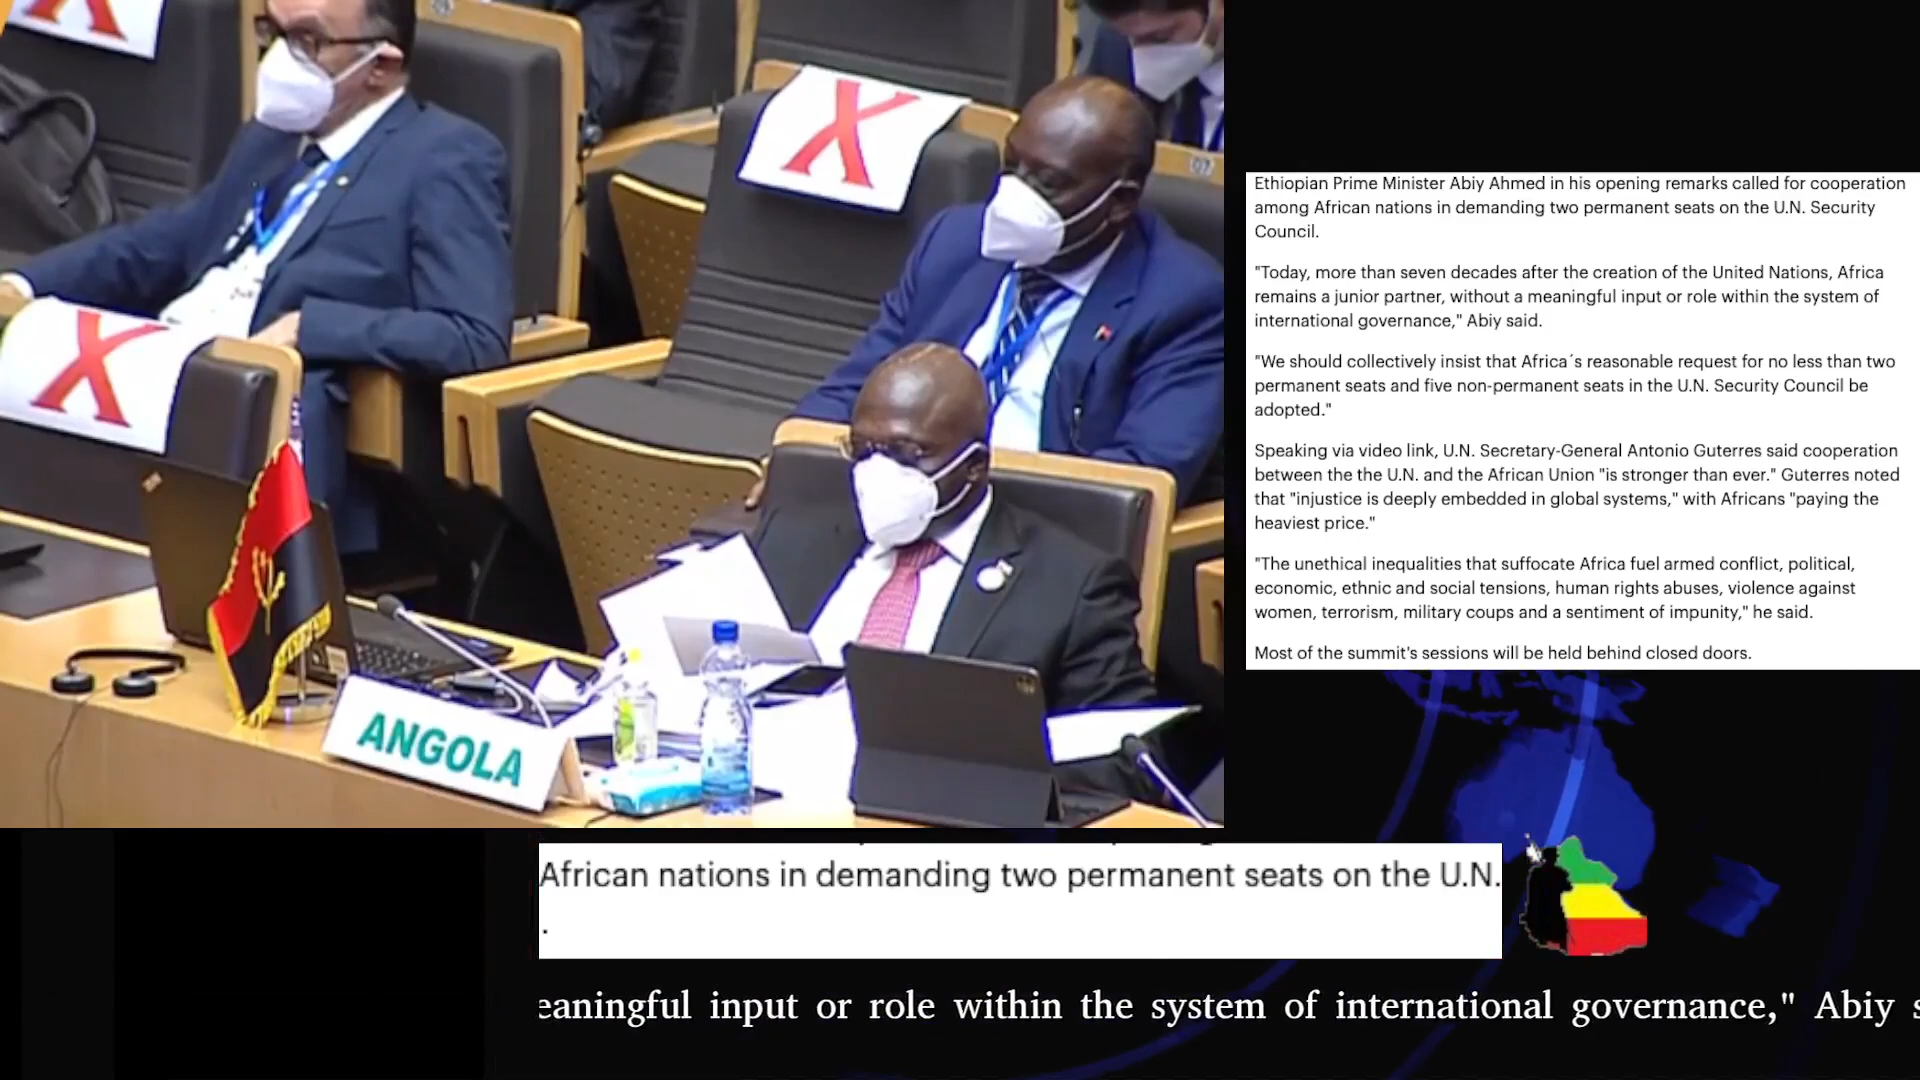 X
X
X
ANGOLA
Ethiopian Prime Minister Abiy Ahmed in his opening remarks called for cooperation
among African nations in demanding two permanent seats on the U.N. Security
Council.
"Today, more than seven decades after the creation of the United Nations, Africa
remains a junior partner, without a meaningful input or role within the system of
international governance," Abiy said.
"We should collectively insist that Africa´s reasonable request for no less than two
permanent seats and five non-permanent seats in the U.N. Security Council be
adopted."
Speaking via video link, U.N. Secretary-General Antonio Guterres said cooperation
between the the U.N. and the African Union "is stronger than ever." Guterres noted
that "injustice is deeply embedded in global systems," with Africans "paying the
heaviest price."
"The unethical inequalities that suffocate Africa fuel armed conflict, political,
economic, ethnic and social tensions, human rights abuses, violence against
women, terrorism, military coups and a sentiment of impunity," he said.
Most of the summit's sessions will be held behind closed doors.
African nations in demanding two permanent seats on the U.N.
.
eaningful input or role within the system of international governance," Abiy s